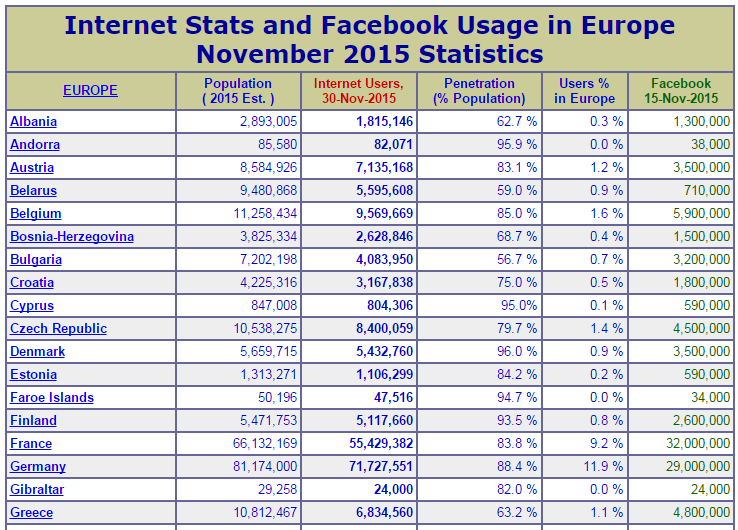 Internet Stats and Facebook Usage in Europe
November 2015 Statistics
EUROPE Population ( 2015 Est. ) Internet Users, 30-Nov-2015 Penetration (% Population) Users % in Europe Facebook 15-Nov-2015
Albania 2,893,005 1,815,146 62.7 % 0.3 % 1,300,000
Andorra 85,580 82,071 95.9 % 0.0 % 38,000
Austria 8,584,926 7,135,168 83.1 % 1.2 % 3,500,000
Belarus 9,480,868 5,595,608 59.0 % 0.9 % 710,000
Belgium 11,258,434 9,569,669 85.0 % 1.6 % 5,900,000
Bosnia-Herzegovina 3,825,334 2,628,846 68.7 % 0.4 % 1,500,000
Bulgaria 7,202,198 4,083,950 56.7 % 0.7 % 3,200,000
Croatia 4,225,316 3,167,838 75.0 % 0.5 % 1,800,000
Cyprus 847,008 804,306 95.0% 0.1 % 590,000
Czech Republic 10,538,275 8,400,059 79.7 % 1.4 % 4,500,000
Denmark 5,659,715 5,432,760 96.0 % 0.9 % 3,500,000
Estonia 1,313,271 1,106,299 84.2 % 0.2 % 590,000
Faroe Islands 50,196 47,516 94.7 % 0.0 % 34,000
Finland 5,471,753 5,117,660 93.5 % 0.8 % 2,600,000
France 66,132,169 55,429,382 83.8 % 9.2 % 32,000,000
Germany 81,174,000 71,727,551 88.4 % 11.9 % 29,000,000
Gibraltar 29,258 24,000 82.0 % 0.0 % 24,000
Greece 10,812,467 6,834,560 63.2 % 1.1 % 4,800,000